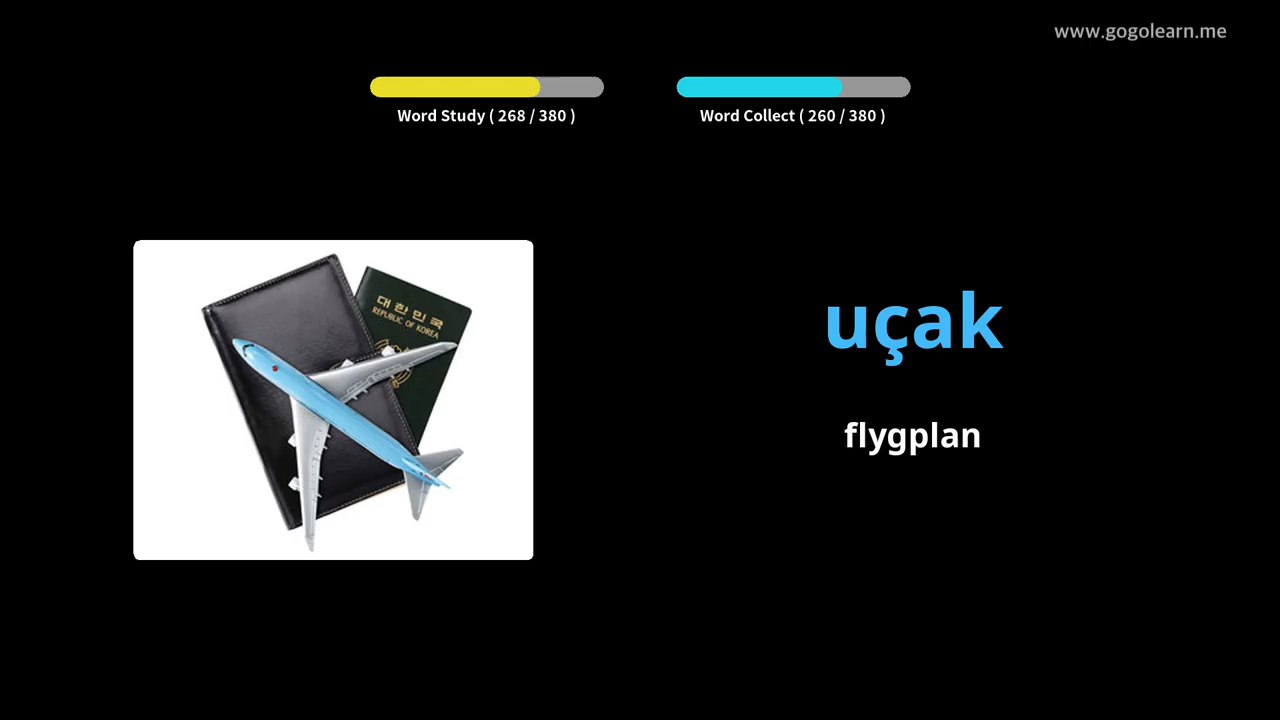 www.gogolearn.me
Word Study ( 268 / 380 )
Word Collect ( 260 / 380 )
대한민국
REPUBLIC OF KOREA
uçak
flygplan